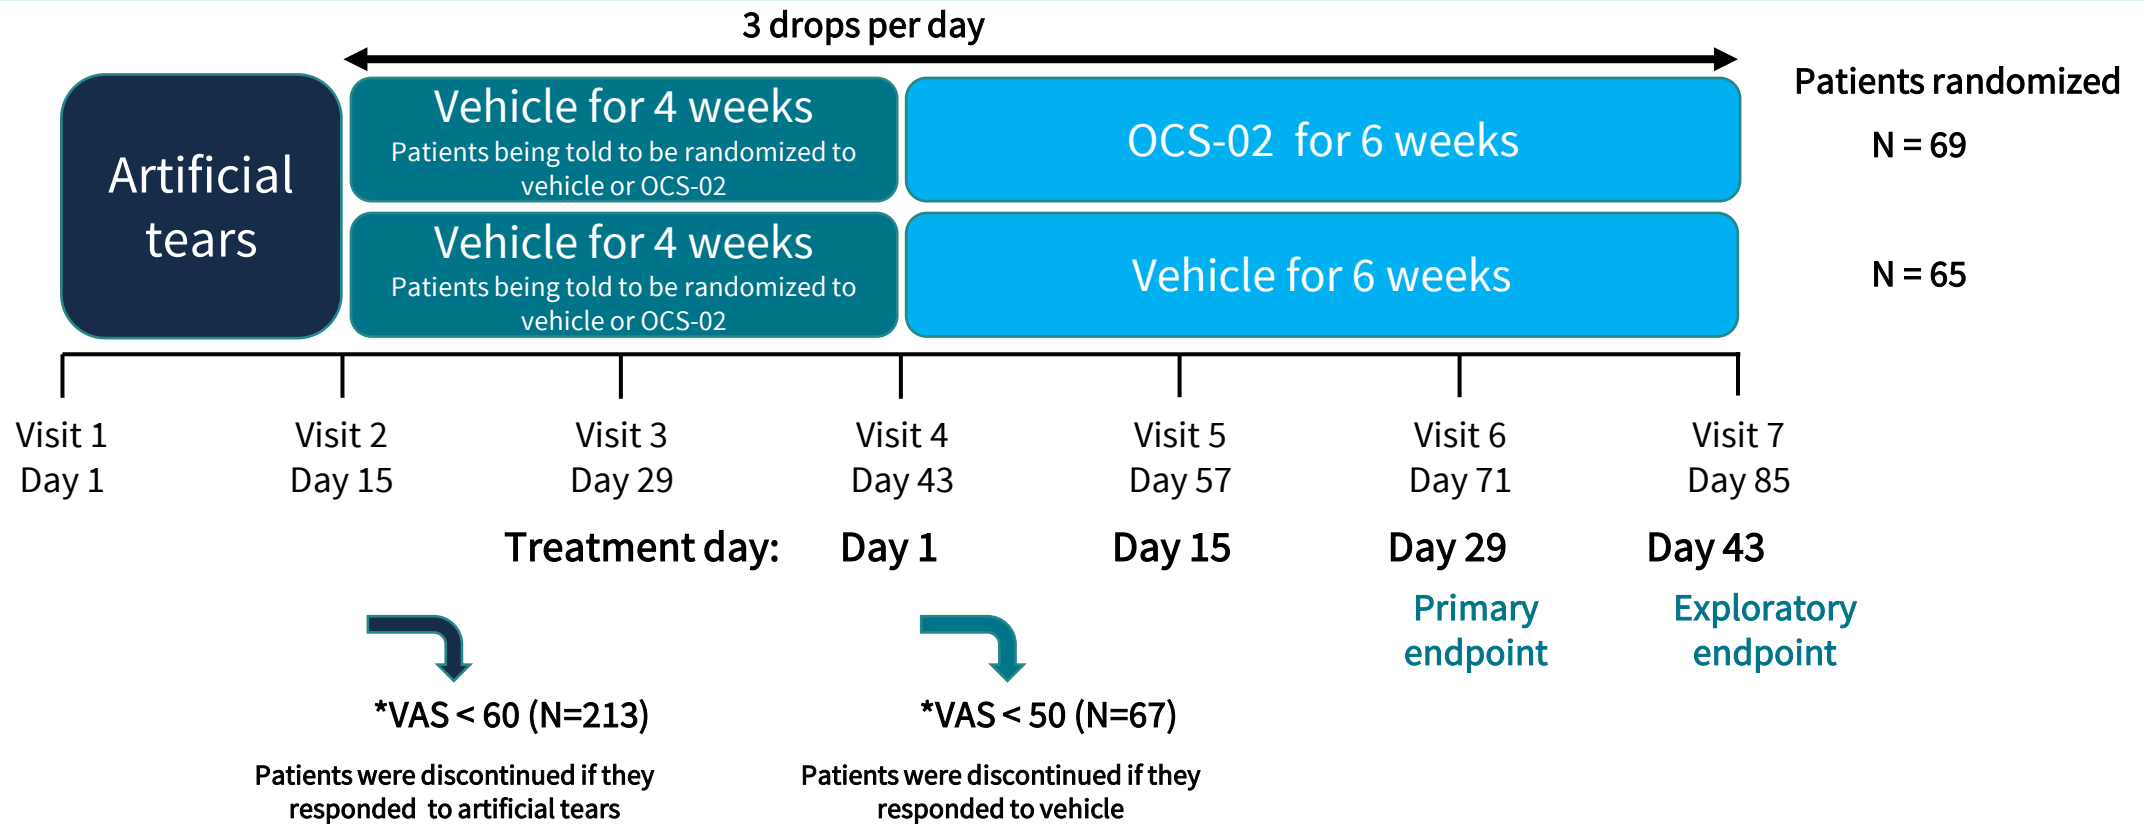 3 drops per day
Patients randomized
Artificial
tears
Vehicle for 4 weeks
Patients being told to be randomized to
vehicle or OCS-02
OCS-02 for 6 weeks
N = 69
Vehicle for 4 weeks
Patients being told to be randomized to
vehicle or OCS-02
Vehicle for 6 weeks
N = 65
Visit 1
Day 1
Visit 2
Day 15
Visit 3
Day 29
Visit 4
Day 43
Visit 5
Day 57
Visit 6
Day 71
Visit 7
Day 85
Treatment day: Day 1 Day 15 Day 29 Day 43
Primary
endpoint
Exploratory
endpoint
*VAS < 60 (N=213)
Patients were discontinued if they
responded to artificial tears
*VAS < 50 (N=67)
Patients were discontinued if they
responded to vehicle